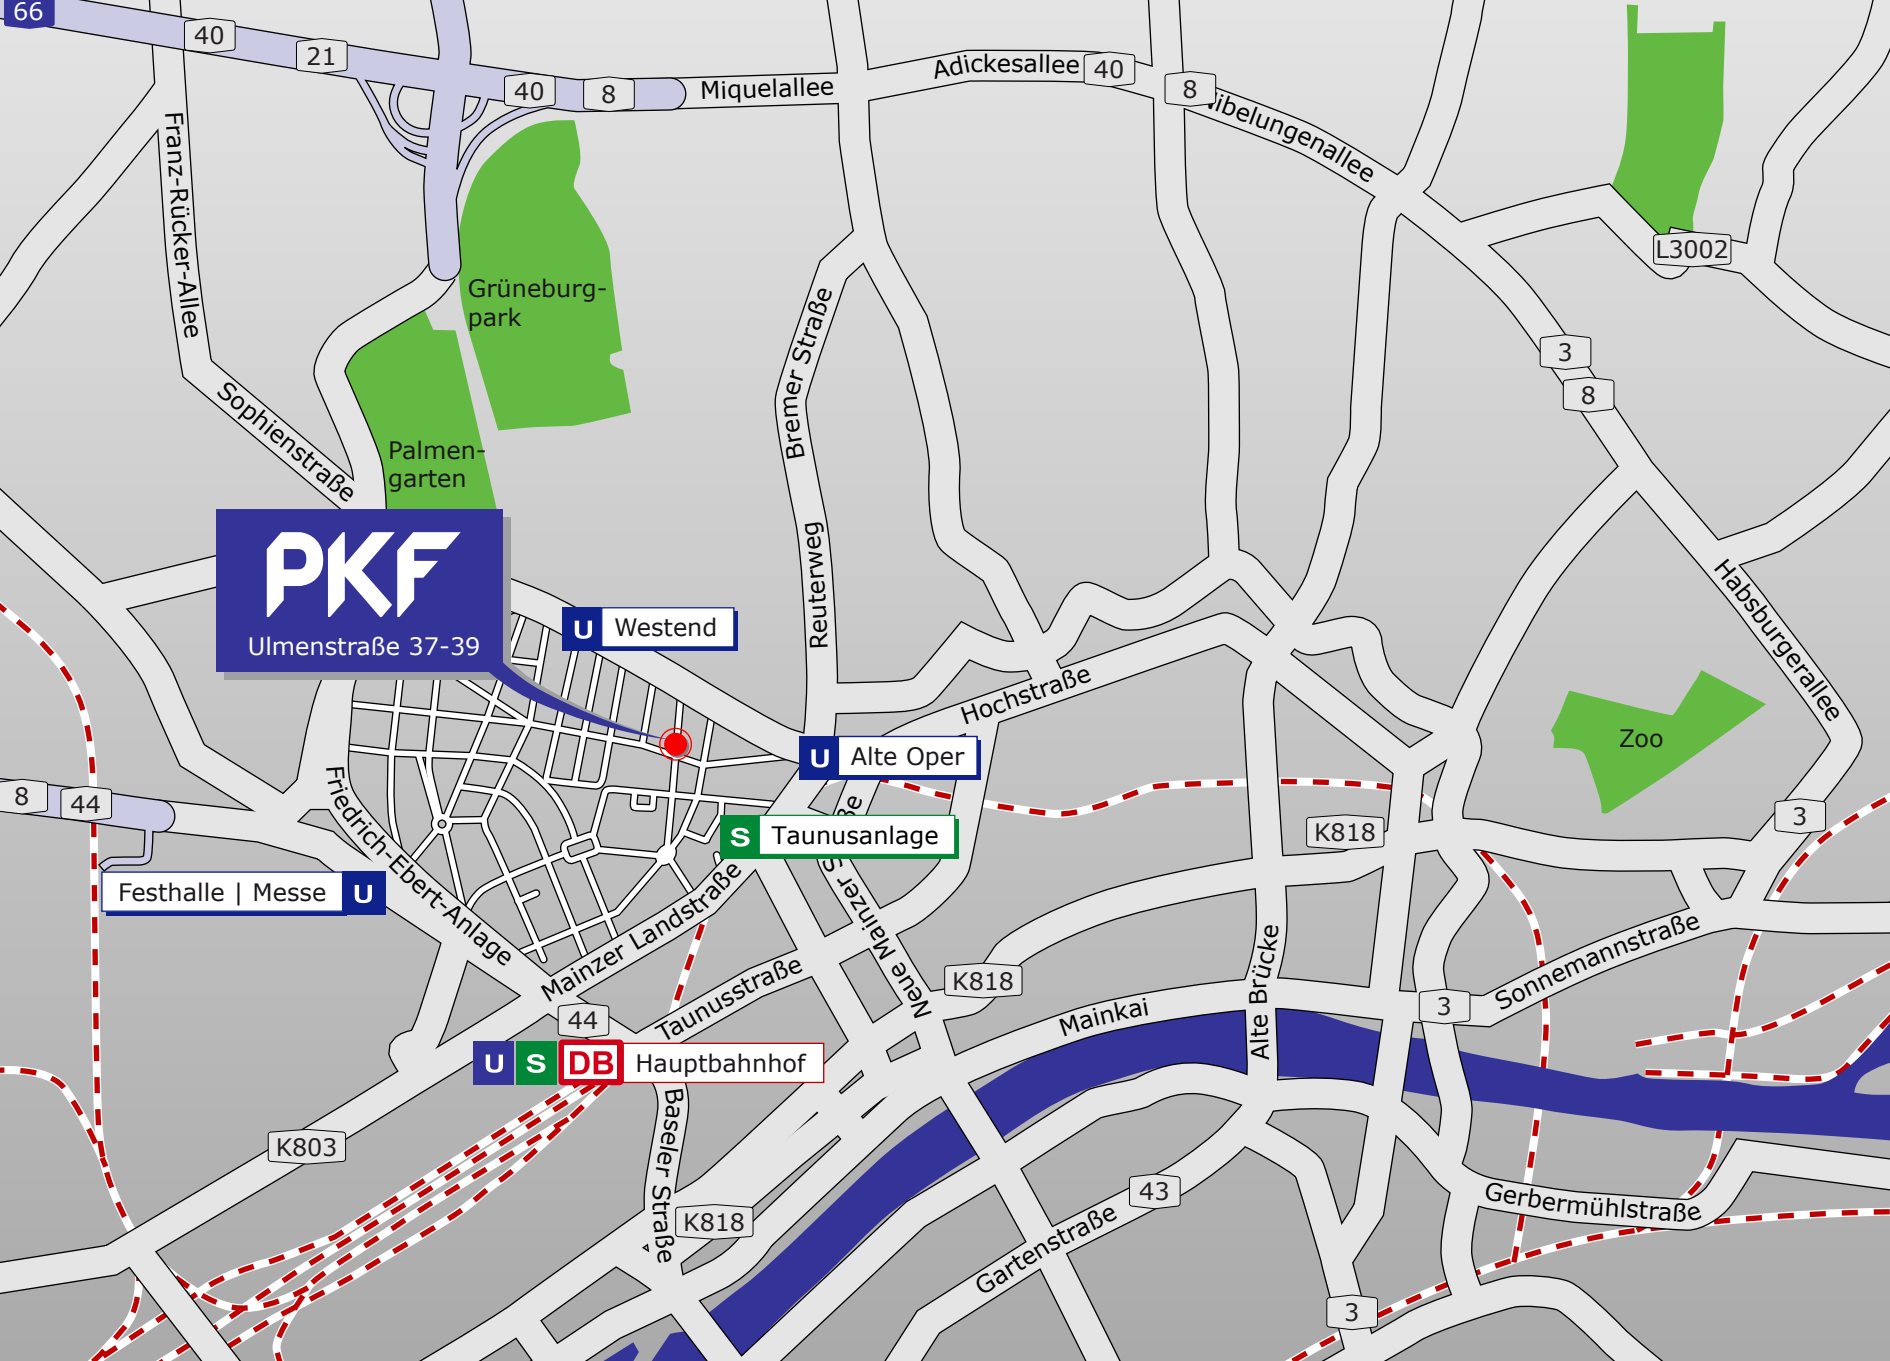 66
40
21
40
8
Miquelallee
Adickesallee
40
8
Nibelungenallee
Franz-Rücker-Allee
L3002
Grüneburg-
park
Bremer Straße
3
8
Sophienstraße
Palmen-
garten
PKF
Ulmenstraße 37-39
U Westend
Reuterweg
Habsburgerallee
Hochstraße
Zoo
U Alte Oper
8
44
3
K818
S Taunusanlage
Friedrich-Ebert-Anlage
Festhalle | Messe U
Mainzer Landstraße
Neue Mainzer Straße
Taunusstraße
K818
Alte Brücke
Sonnemannstraße
3
Mainkai
44
U S DB Hauptbahnhof
Baseler Straße
K803
K818
43
Gerbermühlstraße
Gartenstraße
3